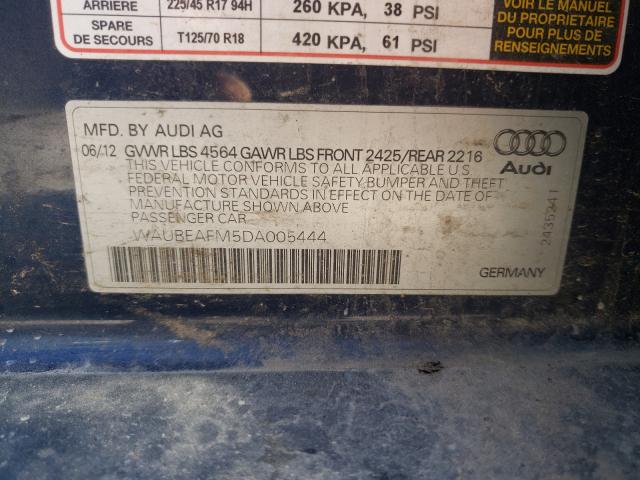 ARRIERE 225/45 R17 94H 260 KPA, 38 PSI
SPARE
DE SECOURS T125/70 R18 420 KPA, 61 PSI
VOIR LE MANUEL
DU PROPRIETAIRE
POUR PLUS DE
RENSEIGNEMENTS
MFD. BY AUDI AG
06/12 GVWR LBS 4564 GAWR LBS FRONT 2425/REAR 2216
THIS VEHICLE CONFORMS TO ALL APPLICABLE U.S
FEDERAL MOTOR VEHICLE SAFETY, BUMPER AND THEFT
PREVENTION STANDARDS IN EFFECT ON THE DATE OF
MANUFACTURE SHOWN ABOVE
PASSENGER CAR
WAUBEAFM5DA005444
Audi
2435241
GERMANY